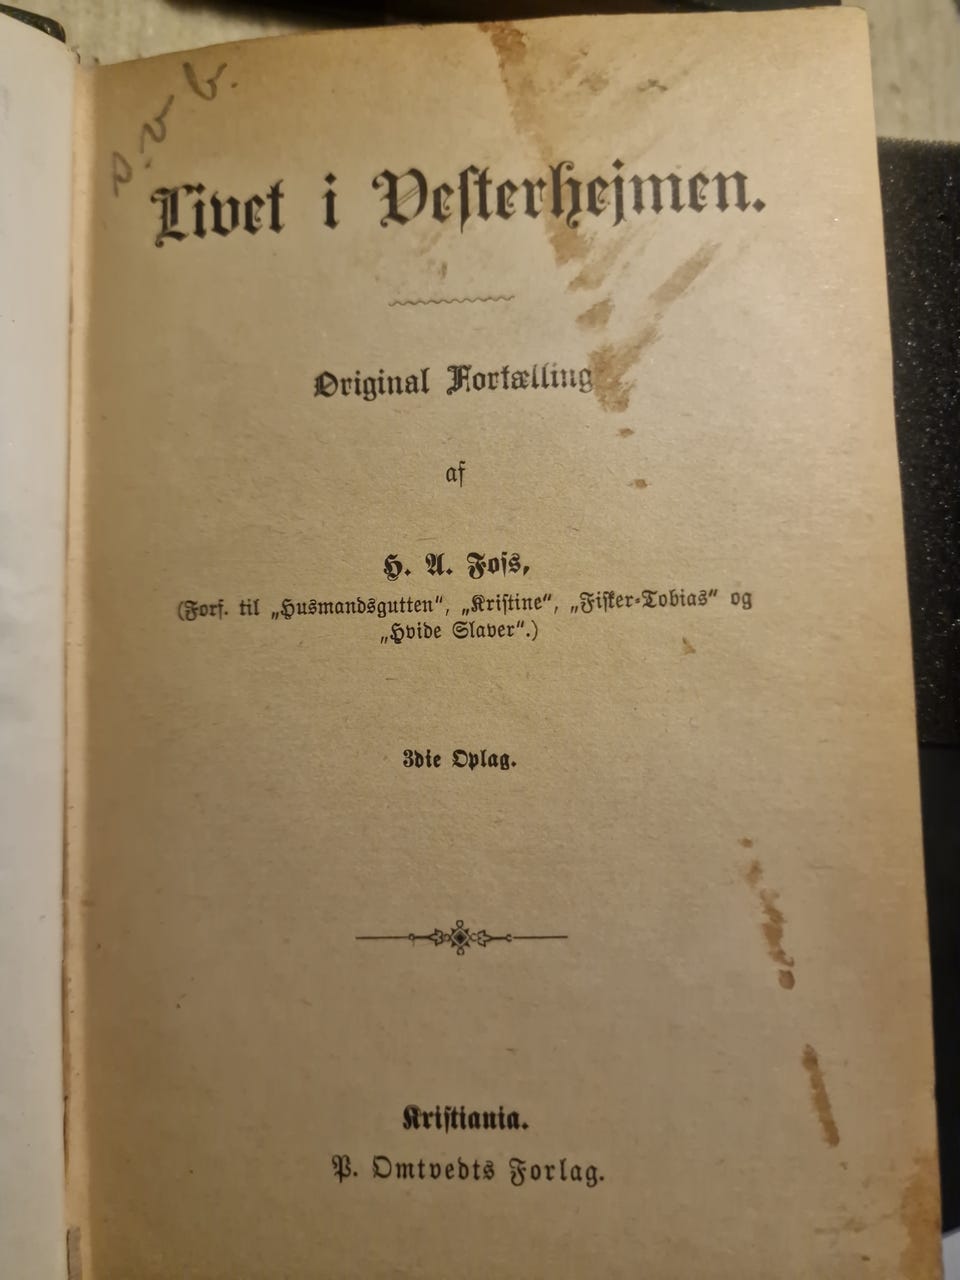 Livet i Vesterhejmen.
Original Fortælling
af
H. A. Foss,
(Forf. til „Husmandsgutten“, „Kristine“, „Fisker-Tobias“ og
„Hvide Slaver“.)
3die Oplag.
Kristiania.
P. Omtvedts Forlag.